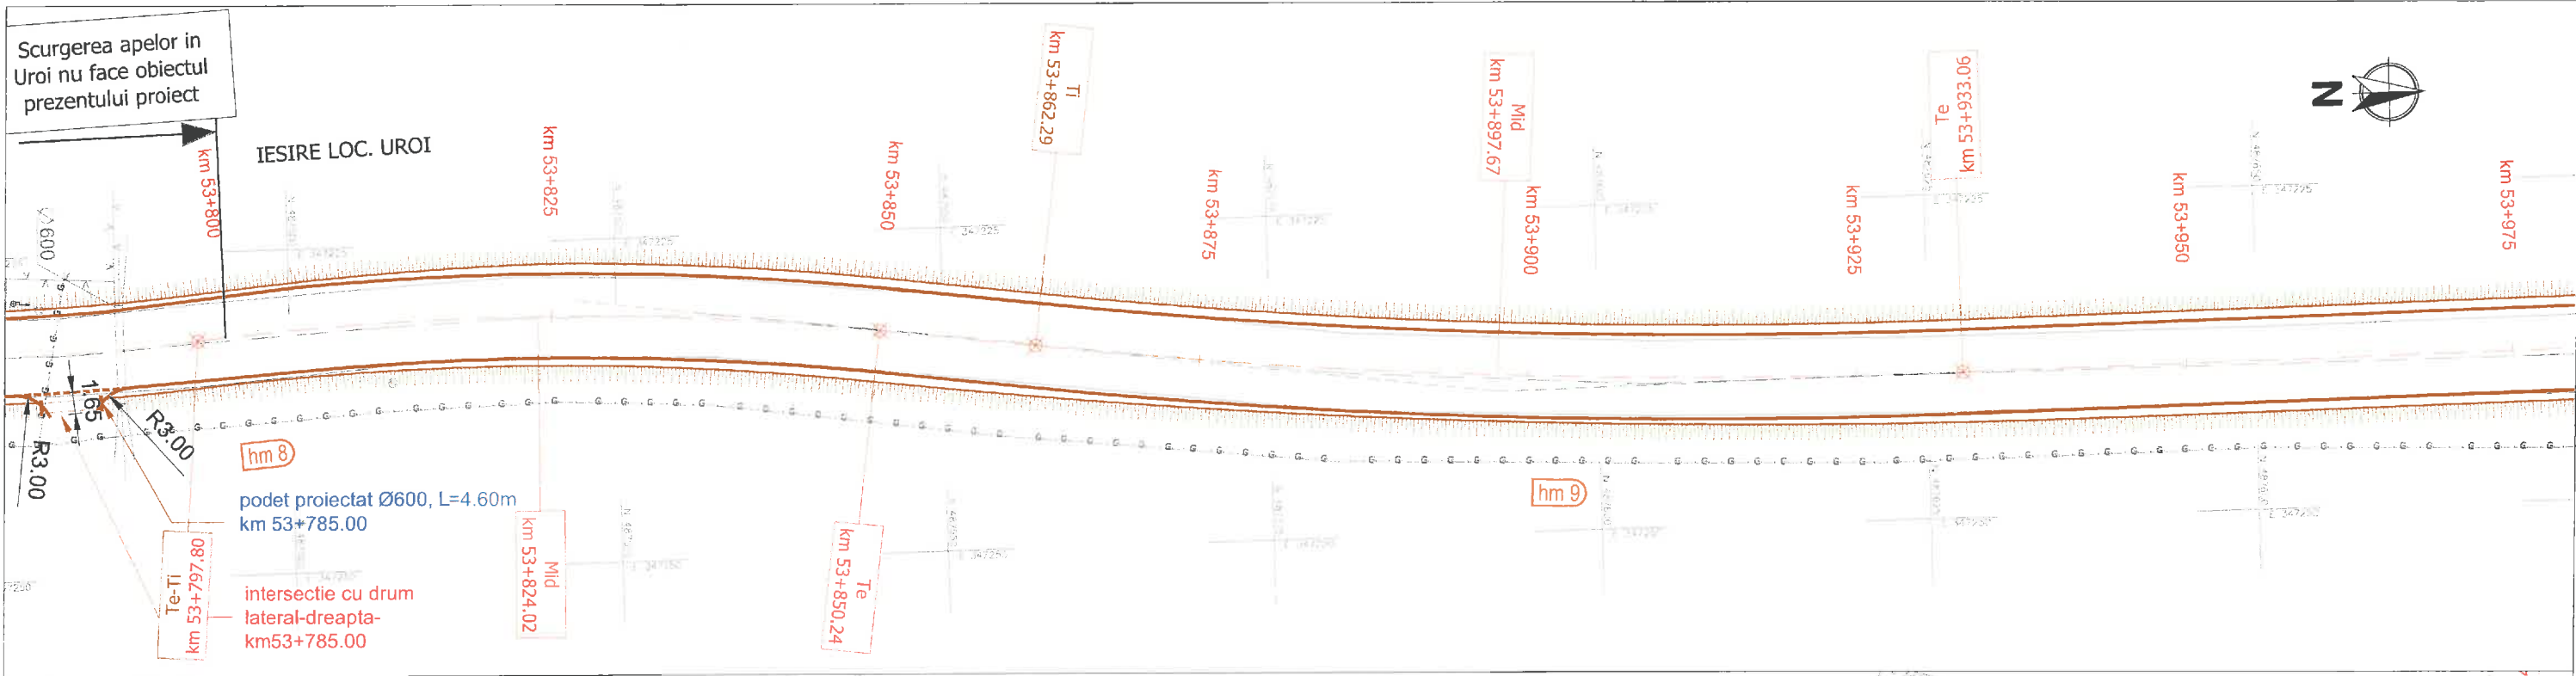 Scurgerea apelor in
Uroi nu face obiectul
prezentului proiect
IESIRE LOC. UROI
km 53+800
km 53+825
km 53+850
Ti
km 53+862.29
km 53+875
Mid
km 53+897.67
km 53+900
km 53+925
Te
km 53+933.06
km 53+950
km 53+975
N
1.65
R3.00
R3.00
hm 8
hm 9
podet proiectat Ø600, L=4.60m
km 53+785.00
Te-Ti
km 53+797.80
intersectie cu drum
lateral-dreapta-
km53+785.00
Mid
km 53+824.02
Te
km 53+850.24